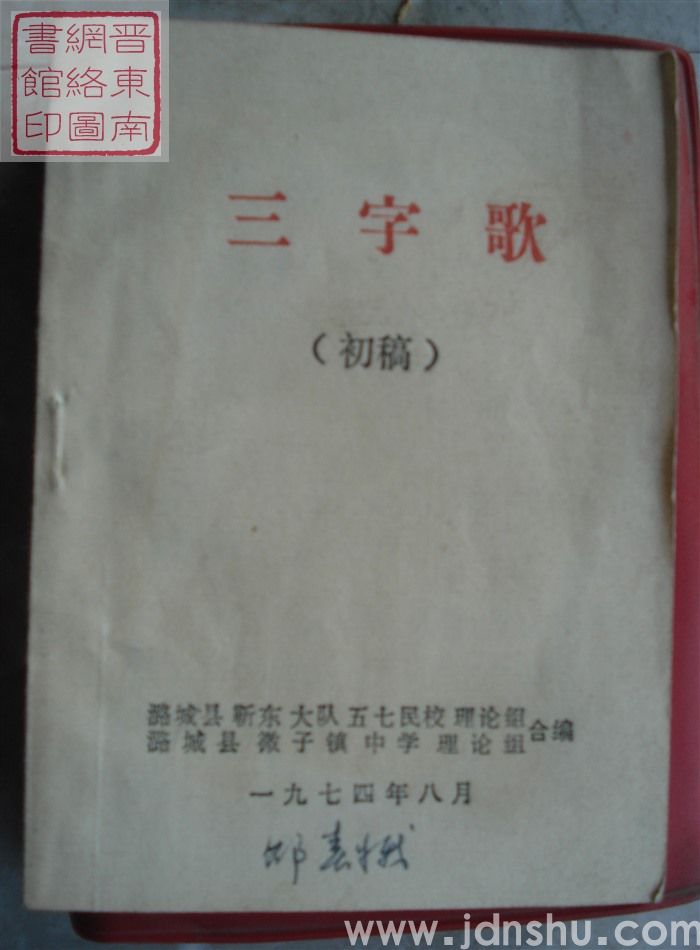 晋東南
網絡圖
書館印
三字歌
（初稿）
潞城县靳东大队五七民校理论组
潞城县微子镇中学理论组
合编
一九七四年八月
www.jdnshu.com